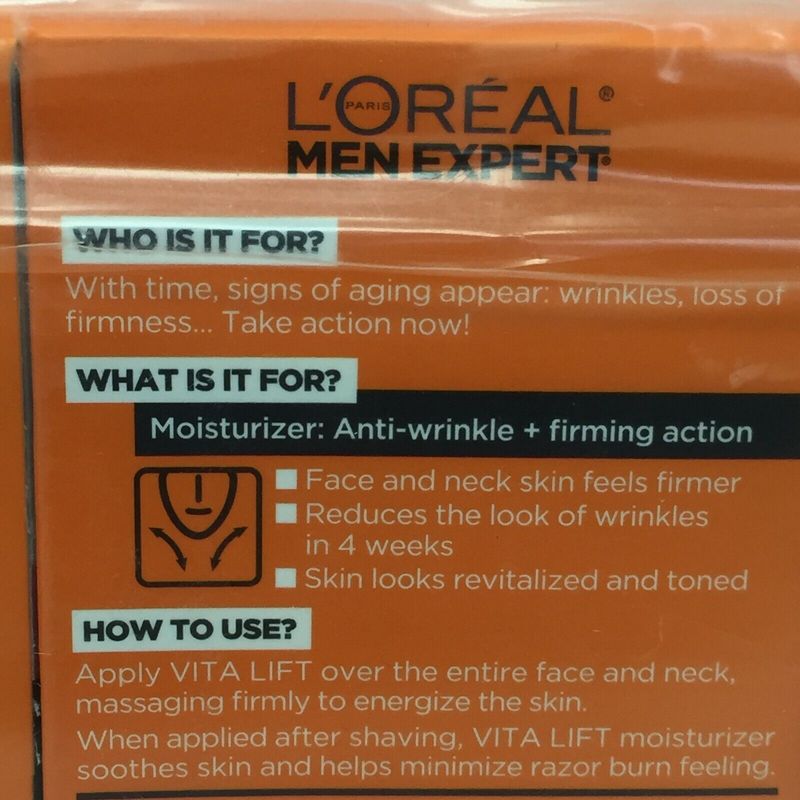 L'ORÉAL®
PARIS
MEN EXPERT®
WHO IS IT FOR?
With time, signs of aging appear: wrinkles, loss of
firmness... Take action now!
WHAT IS IT FOR?
Moisturizer: Anti-wrinkle + firming action
Face and neck skin feels firmer
Reduces the look of wrinkles
in 4 weeks
Skin looks revitalized and toned
HOW TO USE?
Apply VITA LIFT over the entire face and neck,
massaging firmly to energize the skin.
When applied after shaving, VITA LIFT moisturizer
soothes skin and helps minimize razor burn feeling.